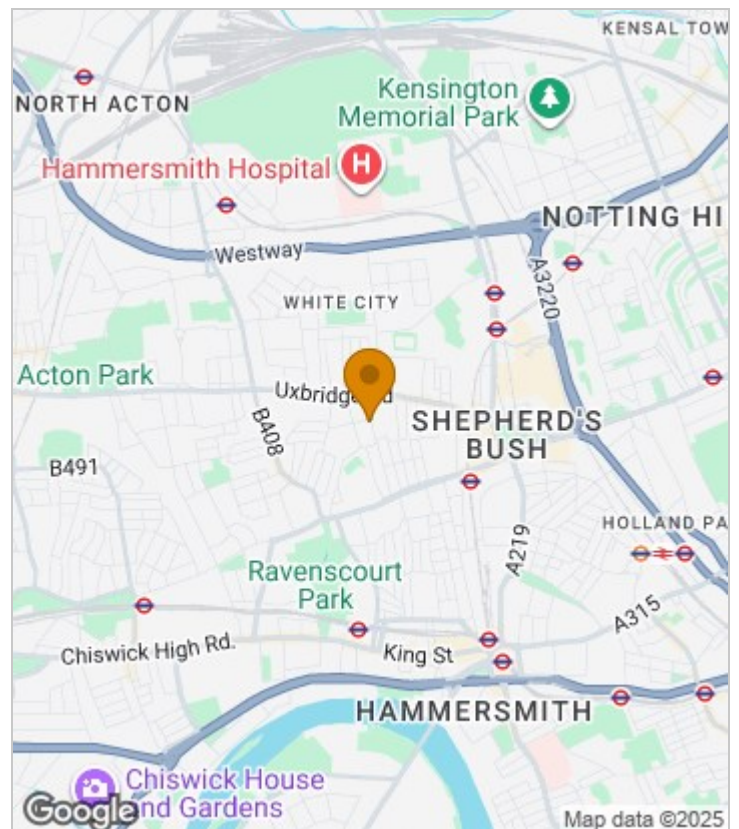 KENSAL TOW
NORTH ACTON
Kensington
Memorial Park
Hammersmith Hospital
H
NOTTING HI
Westway
A3220
WHITE CITY
Acton Park
Uxbridge
d
SHEPHERD'S
BUSH
B408
B491
HOLLAND PA
A219
Ravenscourt
Park
A315
Chiswick High Rd.
King St
HAMMERSMITH
Chiswick House
and Gardens
Google
Map data ©2025